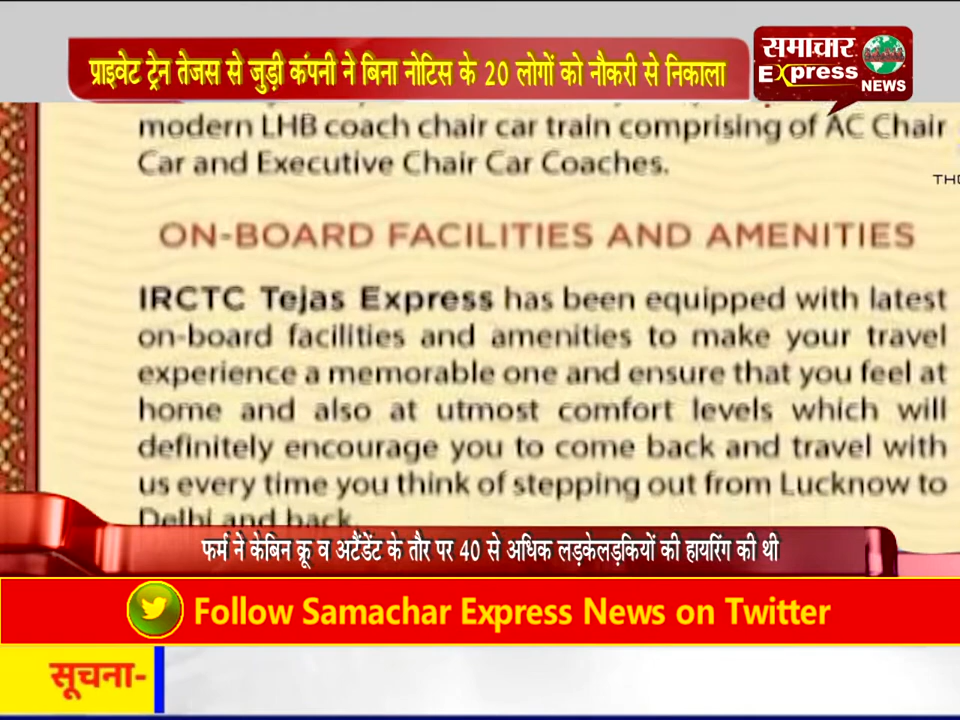 प्राइवेट ट्रेन तेजस से जुड़ी कंपनी ने बिना नोटिस के 20 लोगों को नौकरी से निकाला
समाचार
Express
NEWS
modern LHB coach chair car train comprising of AC Chair
Car and Executive Chair Car Coaches.
ON-BOARD FACILITIES AND AMENITIES
IRCTC Tejas Express has been equipped with latest
on-board facilities and amenities to make your travel
experience a memorable one and ensure that you feel at
home and also at utmost comfort levels which will
definitely encourage you to come back and travel with
us every time you think of stepping out from Lucknow to
Delhi and back
फर्म ने केबिन क्रू व अटैंडेंट के तौर पर 40 से अधिक लड़केलड़कियों की हायरिंग की थी
Follow Samachar Express News on Twitter
सूचना-